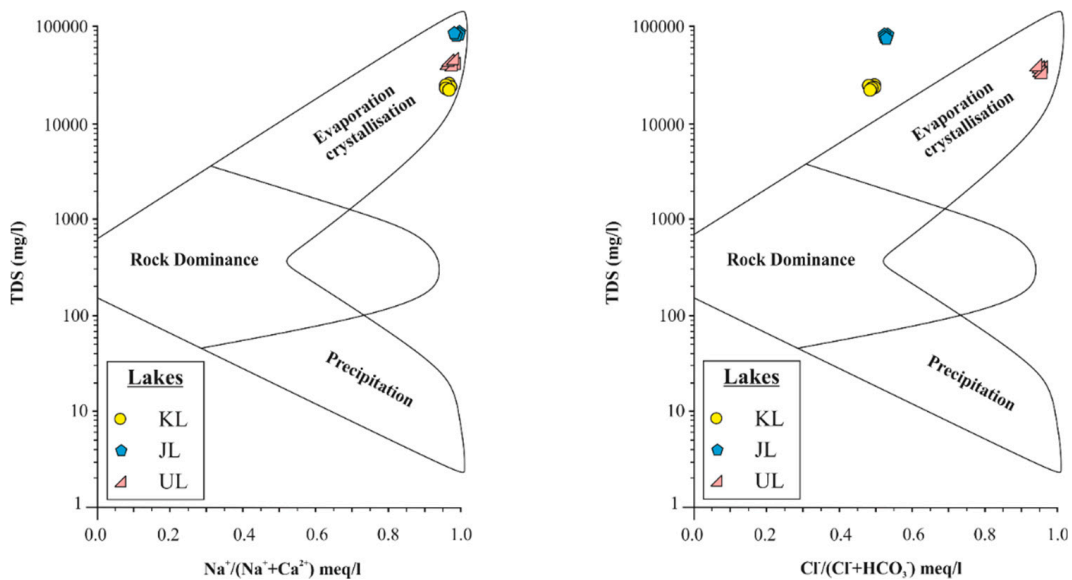 100000
10000
1000
100
10
1
TDS (mg/l)
Evaporation
crystallisation
Rock Dominance
Precipitation
Lakes
KL
JL
UL
0.0 0.2 0.4 0.6 0.8 1.0
Na⁺/(Na⁺+Ca²⁺) meq/l
100000
10000
1000
100
10
1
TDS (mg/l)
Evaporation
crystallisation
Rock Dominance
Precipitation
Lakes
KL
JL
UL
0.0 0.2 0.4 0.6 0.8 1.0
Cl⁻/(Cl⁻+HCO₃⁻) meq/l